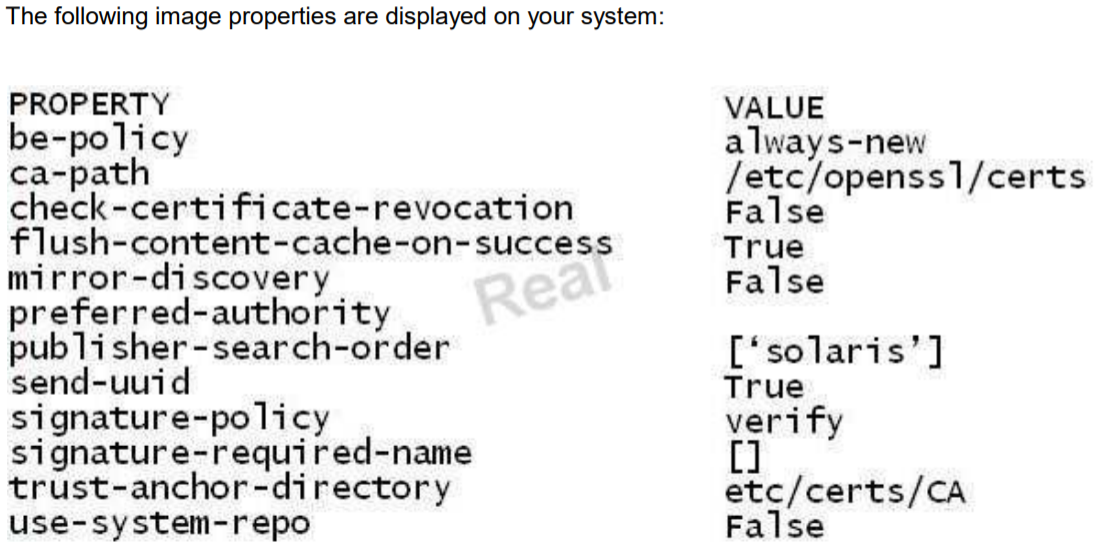 The following image properties are displayed on your system:
PROPERTY VALUE
be-policy always-new
ca-path /etc/openssl/certs
check-certificate-revocation False
flush-content-cache-on-success True
mirror-discovery False
preferred-authority
publisher-search-order [‘solaris’]
send-uuid True
signature-policy verify
signature-required-name []
trust-anchor-directory etc/certs/CA
use-system-repo False
Real